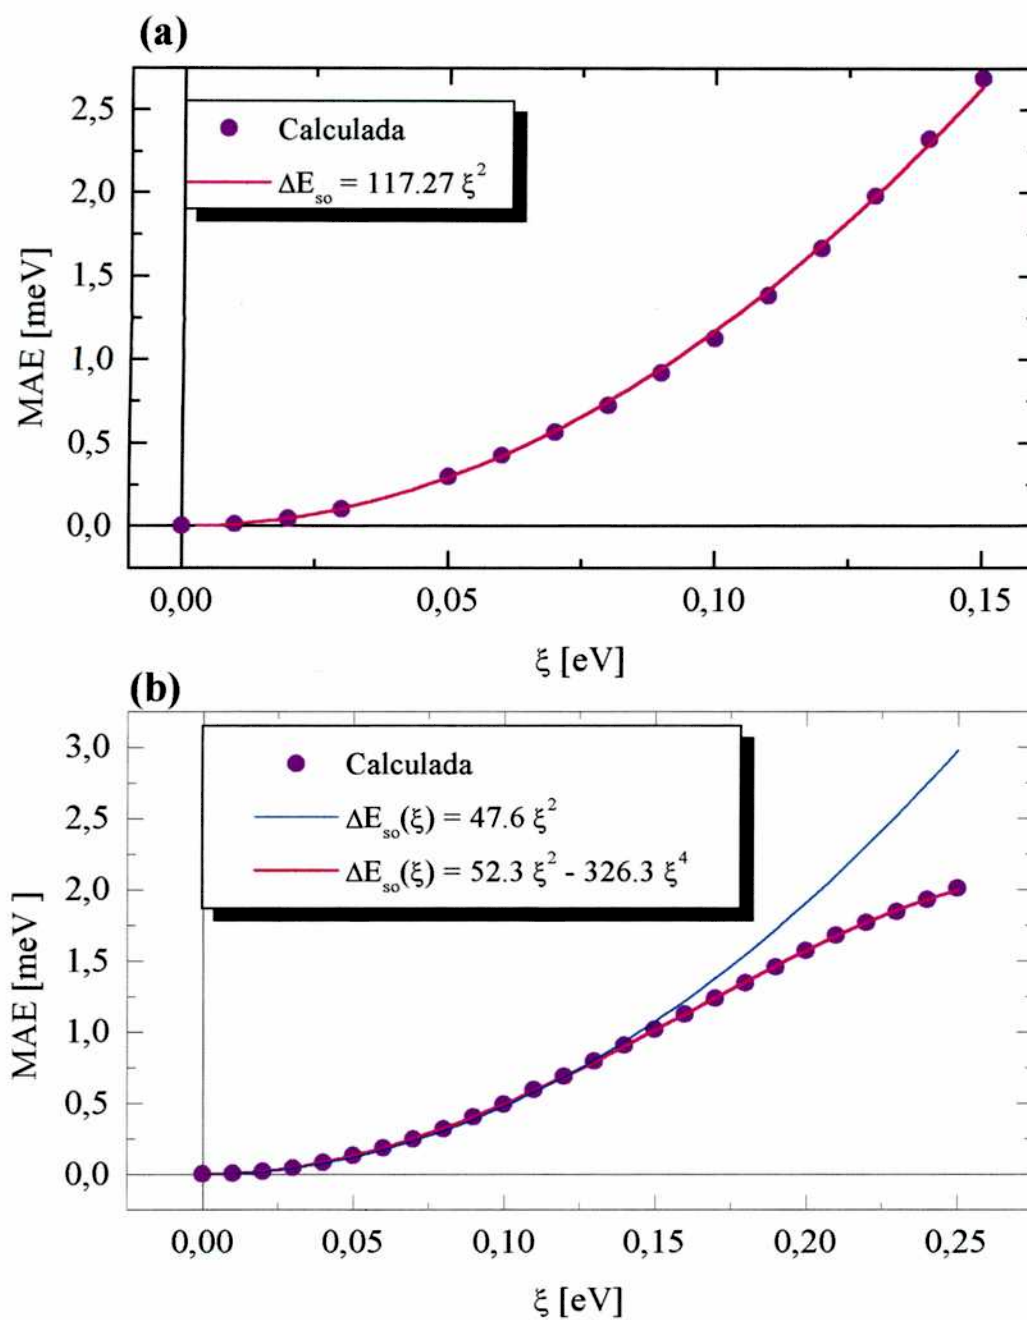 (a)
2,5
2,0
1,5
1,0
0,5
0,0
MAE [meV]
Calculada
ΔE_so = 117.27 ξ^2
0,00 0,05 0,10 0,15
ξ [eV]
(b)
3,0
2,5
2,0
1,5
1,0
0,5
0,0
MAE [meV]
Calculada
ΔE_so(ξ) = 47.6 ξ^2
ΔE_so(ξ) = 52.3 ξ^2 - 326.3 ξ^4
0,00 0,05 0,10 0,15 0,20 0,25
ξ [eV]